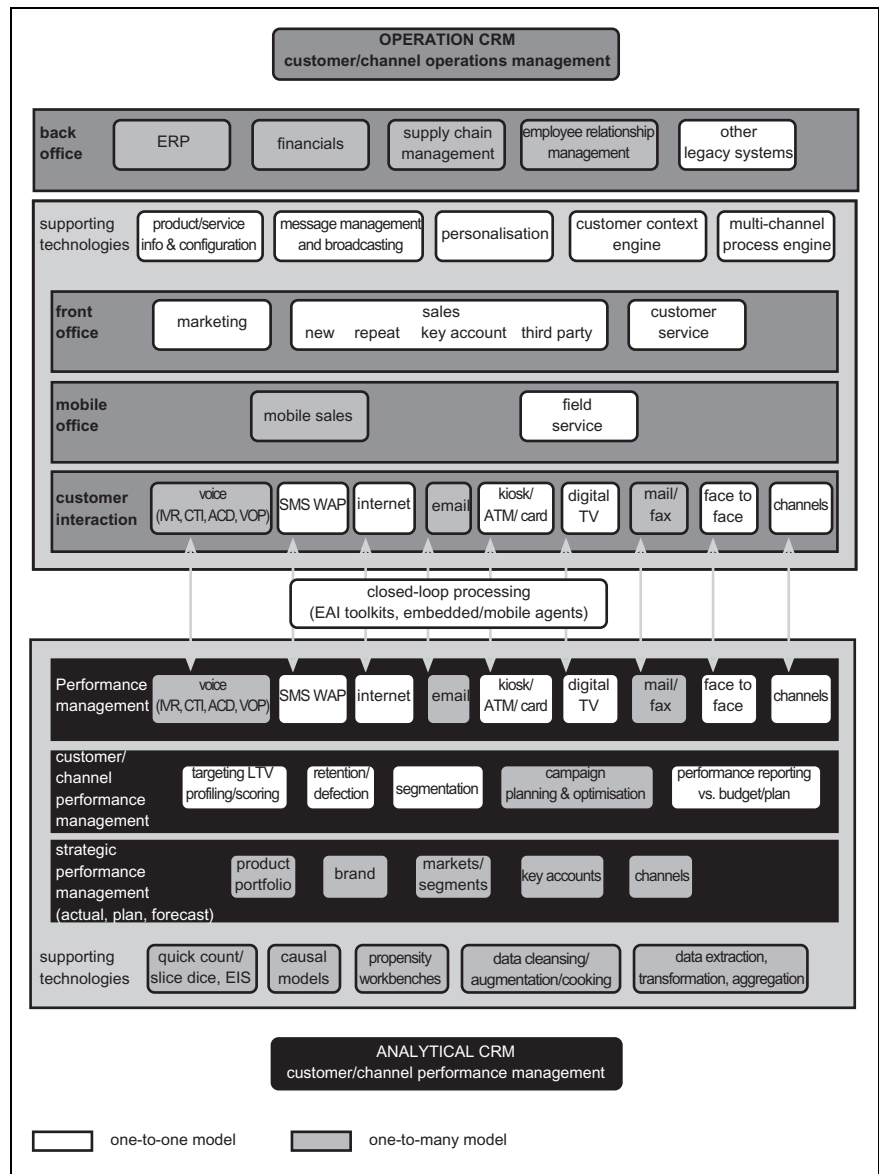 OPERATION CRM
customer/channel operations management
back
office
ERP
financials
supply chain
management
employee relationship
management
other
legacy systems
supporting
technologies
product/service
info & configuration
message management
and broadcasting
personalisation
customer context
engine
multi-channel
process engine
front
office
marketing
sales
new repeat key account third party
customer
service
mobile
office
mobile sales
field
service
customer
interaction
voice
(IVR, CTI, ACD, VOP)
SMS WAP
internet
email
kiosk/
ATM/ card
digital
TV
mail/
fax
face to
face
channels
closed-loop processing
(EAI toolkits, embedded/mobile agents)
Performance
management
voice
(IVR, CTI, ACD, VOP)
SMS WAP
internet
email
kiosk/
ATM/ card
digital
TV
mail/
fax
face to
face
channels
customer/
channel
performance
management
targeting LTV
profiling/scoring
retention/
defection
segmentation
campaign
planning & optimisation
performance reporting
vs. budget/plan
strategic
performance
management
(actual, plan, forecast)
product
portfolio
brand
markets/
segments
key accounts
channels
supporting
technologies
quick count/
slice dice, EIS
causal
models
propensity
workbenches
data cleansing/
augmentation/cooking
data extraction,
transformation, aggregation
ANALYTICAL CRM
customer/channel performance management
one-to-one model
one-to-many model